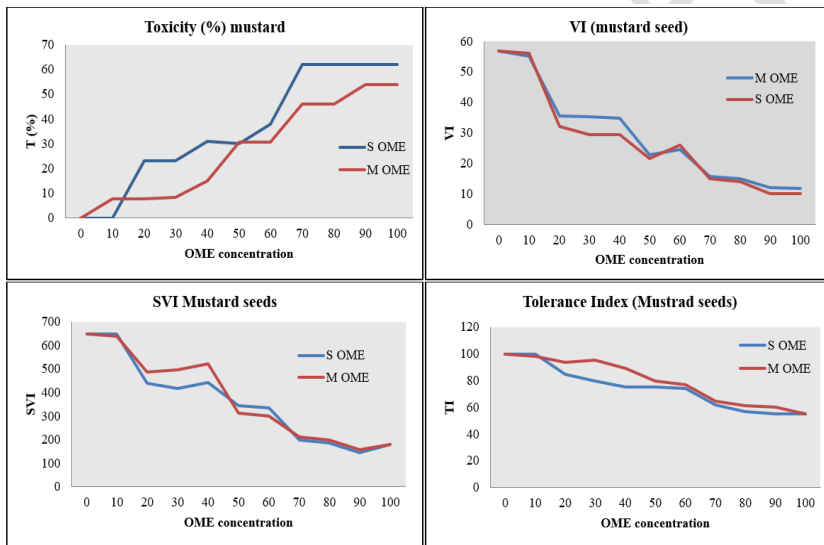 Toxicity (%) mustard
70
60
50
40
30
20
10
0
T (%)
S OME
M OME
0 10 20 30 40 50 60 70 80 90 100
OME concentration
VI (mustard seed)
60
50
40
30
20
10
0
VI
M OME
S OME
0 10 20 30 40 50 60 70 80 90 100
OME concentration
SVI Mustard seeds
700
600
500
400
300
200
100
0
SVI
S OME
M OME
0 10 20 30 40 50 60 70 80 90 100
OME concentration
Tolerance Index (Mustrad seeds)
120
100
80
60
40
20
0
TI
S OME
M OME
0 10 20 30 40 50 60 70 80 90 100
OME concentration